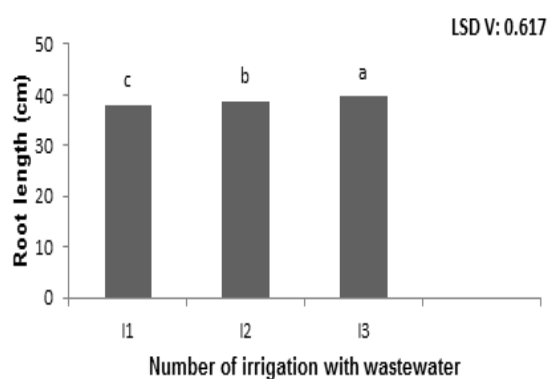 LSD V: 0.617
Root length (cm)
50
40
30
20
10
0
c
b
a
I1
I2
I3
Number of irrigation with wastewater